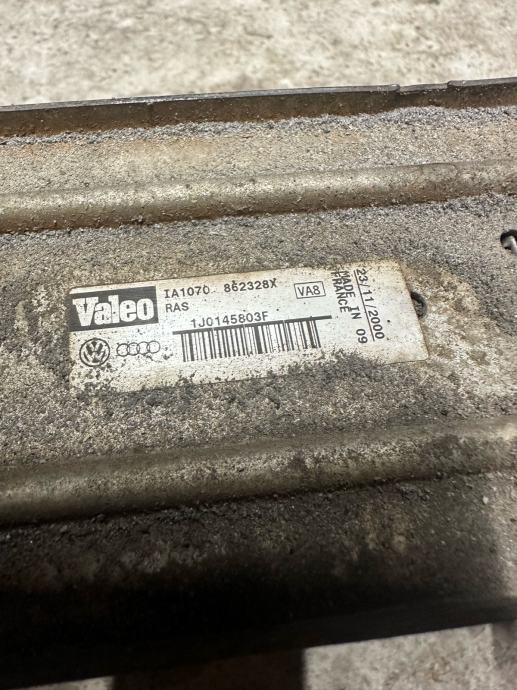 Valeo
IA1070 862328X
RAS
VA8
1J0145803F
23/11/2000
MADE IN 09
FRANCE